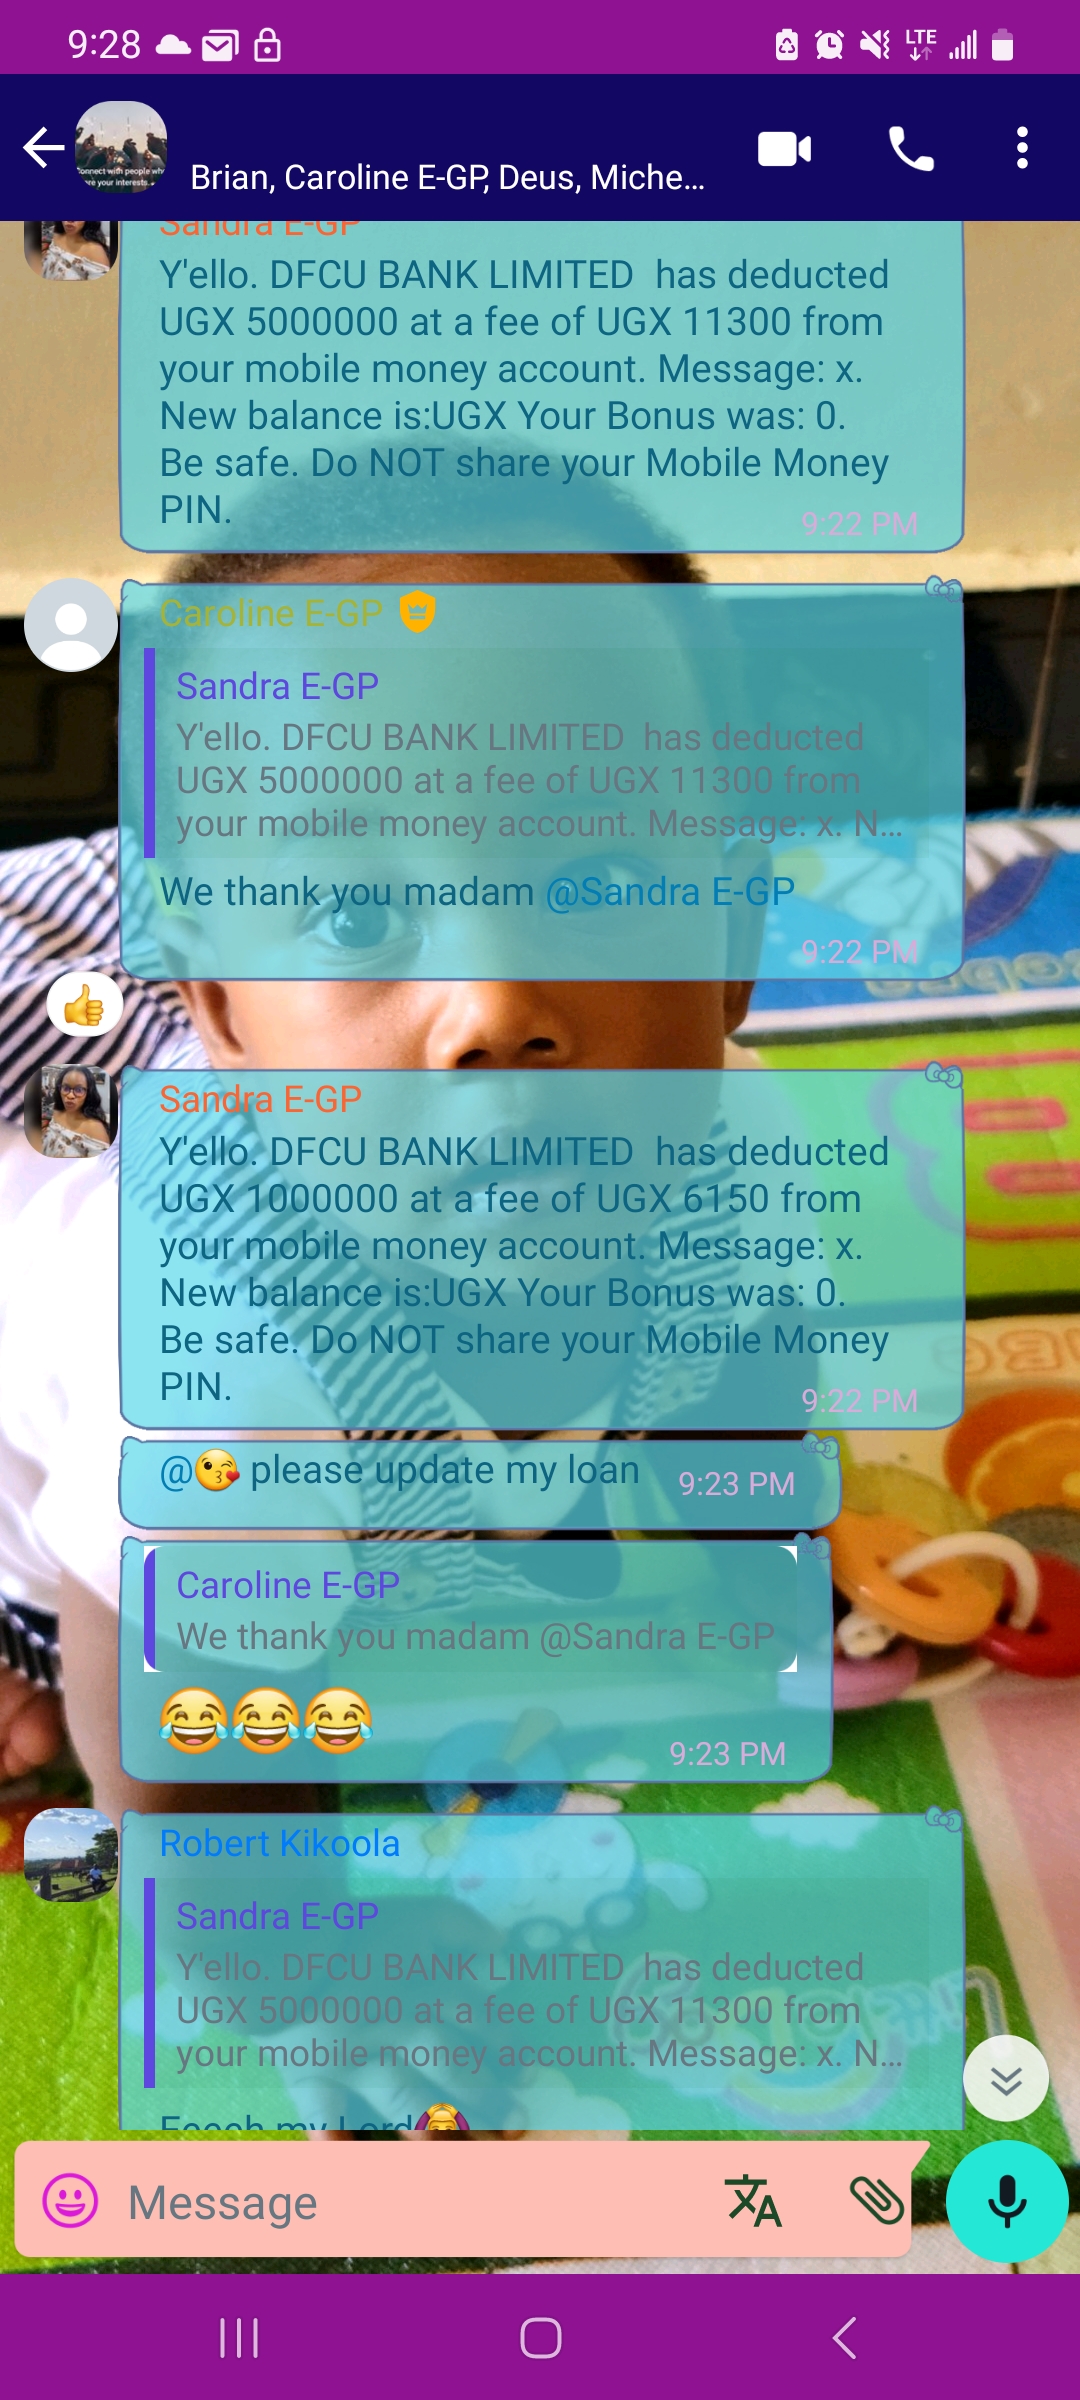 9:28
LTE
Connect with people wh
re your interests..
Brian, Caroline E-GP, Deus, Miche...
Sandra E-GP
Y'ello. DFCU BANK LIMITED  has deducted
UGX 5000000 at a fee of UGX 11300 from
your mobile money account. Message: x.
New balance is:UGX Your Bonus was: 0.
Be safe. Do NOT share your Mobile Money
PIN.
9:22 PM
Caroline E-GP
Sandra E-GP
Y'ello. DFCU BANK LIMITED  has deducted
UGX 5000000 at a fee of UGX 11300 from
your mobile money account. Message: x. N...
We thank you madam @Sandra E-GP
9:22 PM
Sandra E-GP
Y'ello. DFCU BANK LIMITED  has deducted
UGX 1000000 at a fee of UGX 6150 from
your mobile money account. Message: x.
New balance is:UGX Your Bonus was: 0.
Be safe. Do NOT share your Mobile Money
PIN.
9:22 PM
@😘 please update my loan
9:23 PM
Caroline E-GP
We thank you madam @Sandra E-GP
😂😂😂
9:23 PM
Robert Kikoola
Sandra E-GP
Y'ello. DFCU BANK LIMITED  has deducted
UGX 5000000 at a fee of UGX 11300 from
your mobile money account. Message: x. N...
my Lord
Message